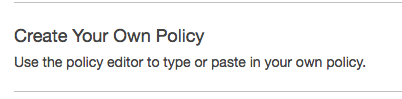 Create Your Own Policy
Use the policy editor to type or paste in your own policy.